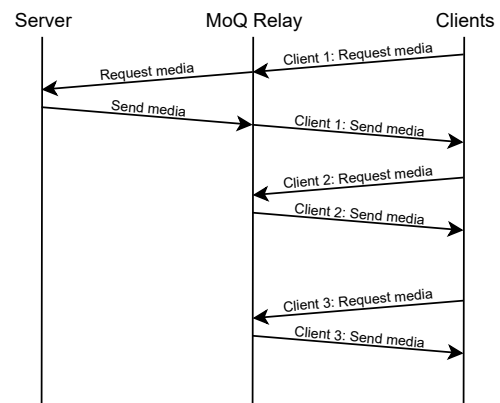 Server
MoQ Relay
Clients
Client 1: Request media
Request media
Send media
Client 1: Send media
Client 2: Request media
Client 2: Send media
Client 3: Request media
Client 3: Send media